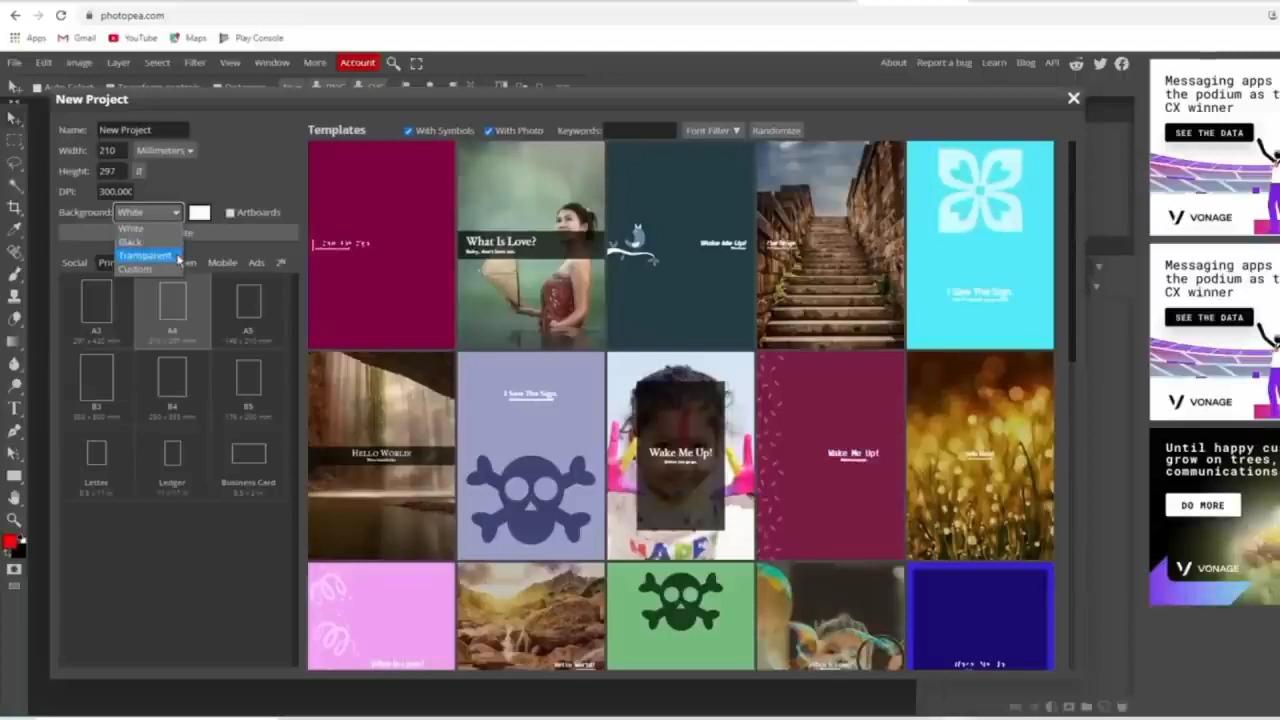 photopea.com
Apps Gmail YouTube Maps Play Console
File Edit Image Layer Select Filter View Window More Account About Report a bug Learn Blog API
New Project
Name: New Project
Width: 210 Millimeters
Height: 297
DPI: 300,000
Background: White Artboards
White
Black
Transparent
Custom
Social Mobile Ads
A3 A4 A5
B3 B4 B5
Letter Ledger Business Card
Templates With Symbols With Photo Keywords: Font Filter ▼ Randomize
What Is Love?
Baby, don't hurt me.
Wake Me Up!
I Saw The Sign.
HELLO WORLD!
I Saw The Sign.
Wake Me Up!
Wake Me Up!
Hello World!
Messaging apps
the podium as t
CX winner
SEE THE DATA
VONAGE
Messaging apps
the podium as t
CX winner
SEE THE DATA
VONAGE
Until happy cu
grow on trees,
communications
DO MORE
VONAGE